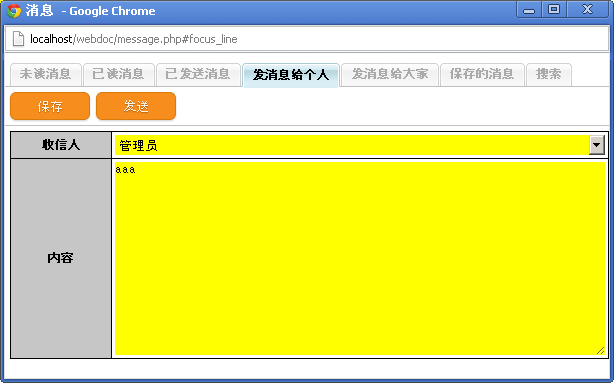 消息 - Google Chrome
localhost/webdoc/message.php#focus_line
未读消息 已读消息 已发送消息 发消息给个人 发消息给大家 保存的消息 搜索
保存 发送
收信人 管理员
aaa
内容